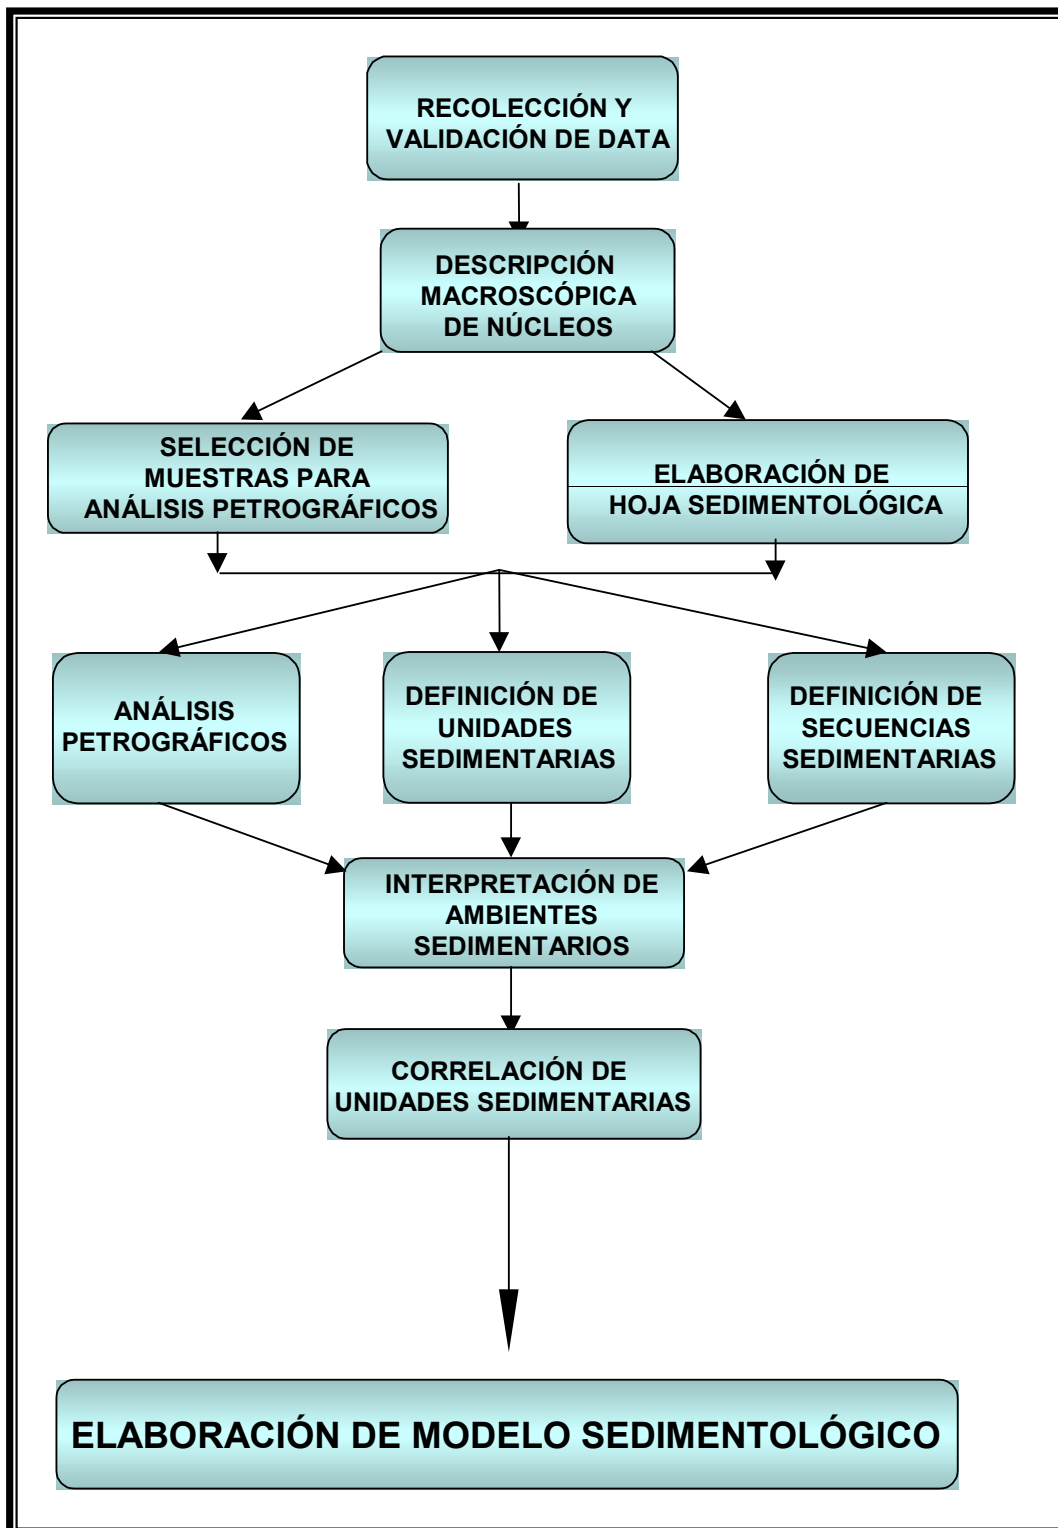 RECOLECCIÓN Y
VALIDACIÓN DE DATA
DESCRIPCIÓN
MACROSCÓPICA
DE NÚCLEOS
SELECCIÓN DE
MUESTRAS PARA
ANÁLISIS PETROGRÁFICOS
ELABORACIÓN DE
HOJA SEDIMENTOLÓGICA
ANÁLISIS
PETROGRÁFICOS
DEFINICIÓN DE
UNIDADES
SEDIMENTARIAS
DEFINICIÓN DE
SECUENCIAS
SEDIMENTARIAS
INTERPRETACIÓN DE
AMBIENTES
SEDIMENTARIOS
CORRELACIÓN DE
UNIDADES SEDIMENTARIAS
ELABORACIÓN DE MODELO SEDIMENTOLÓGICO